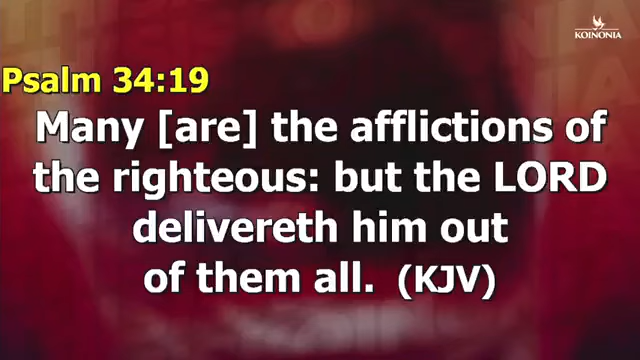 KOINONIA
Psalm 34:19
Many [are] the afflictions of
the righteous: but the LORD
delivereth him out
of them all. (KJV)